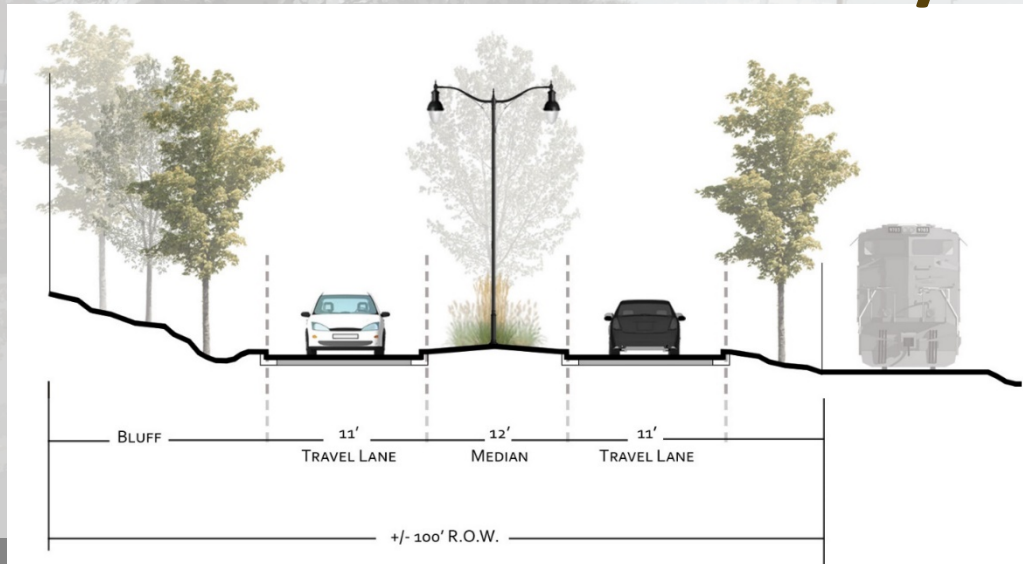 BLUFF
11'
TRAVEL LANE
12'
MEDIAN
11'
TRAVEL LANE
+/- 100' R.O.W.